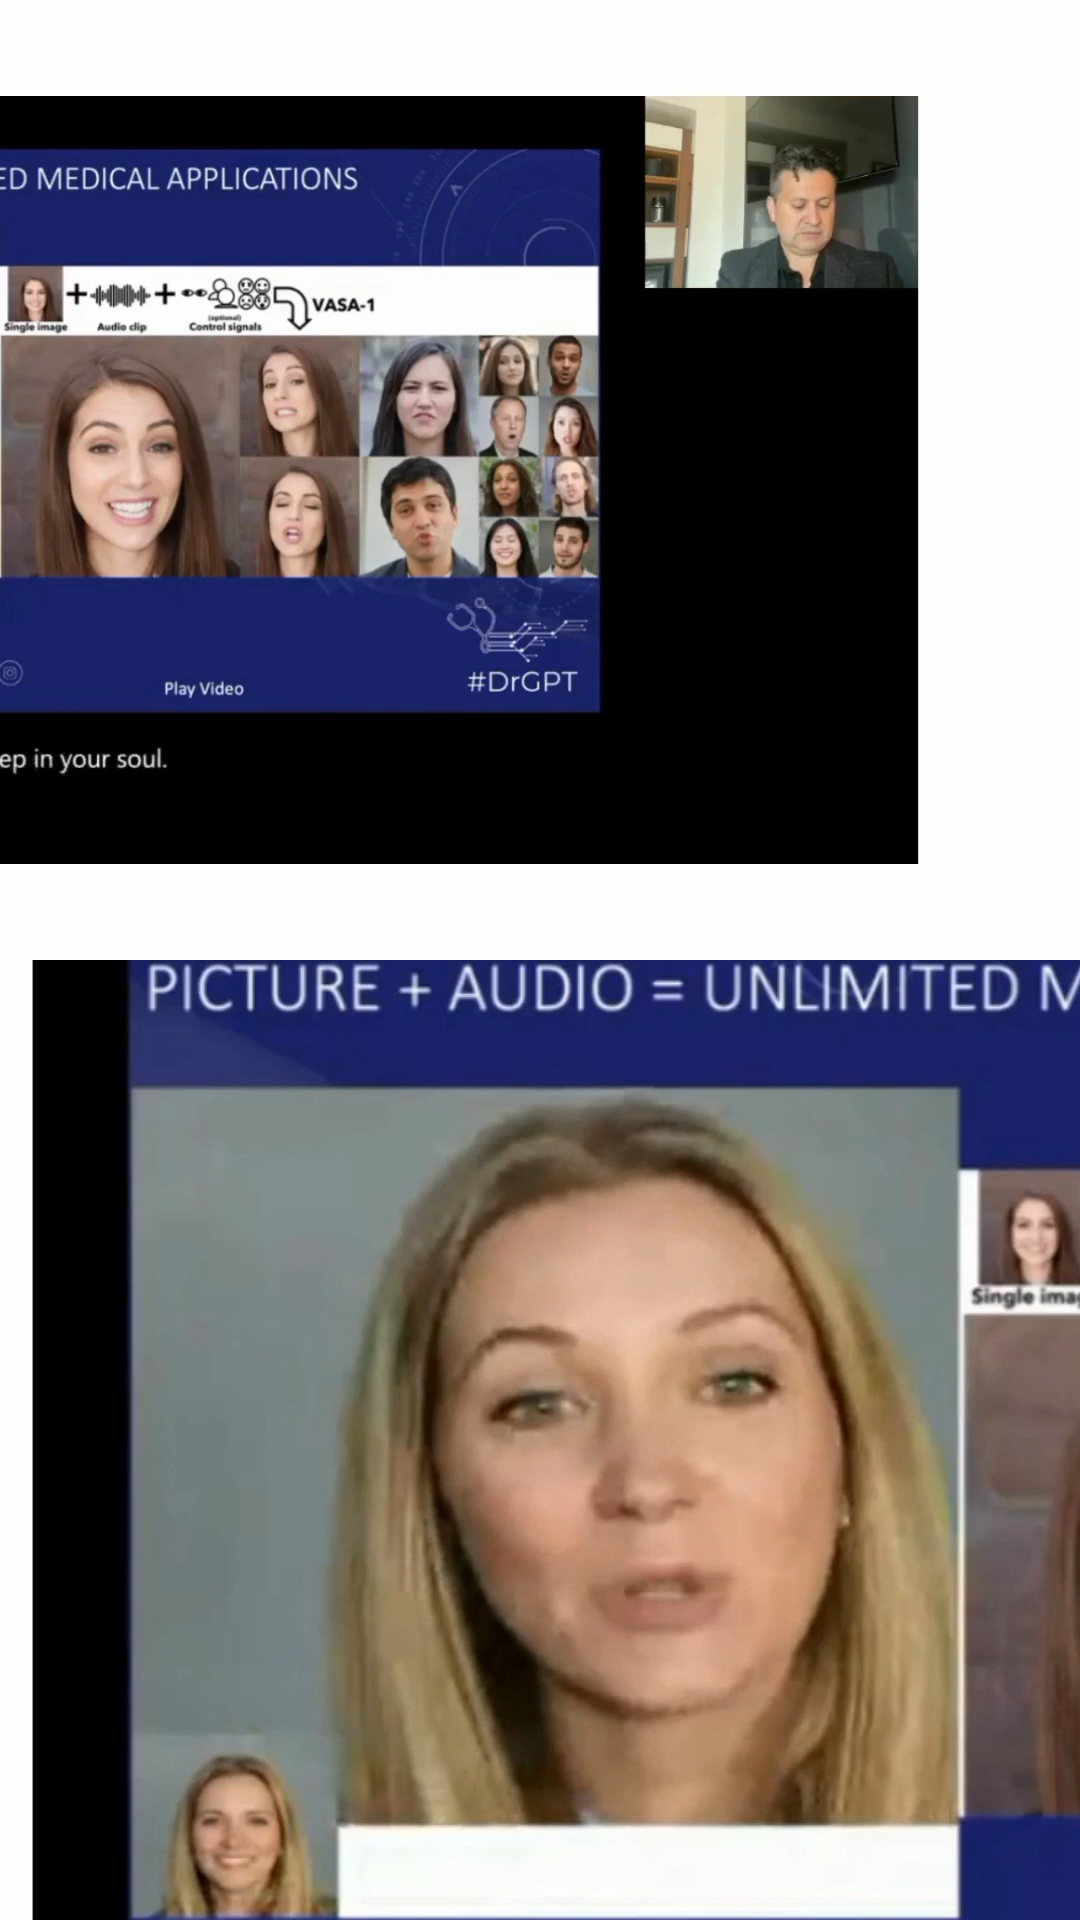 ED MEDICAL APPLICATIONS
Single image
Audio clip
(optional)
Control signals
VASA-1
#DrGPT
Play Video
ep in your soul.
PICTURE + AUDIO = UNLIMITED M
Single imag